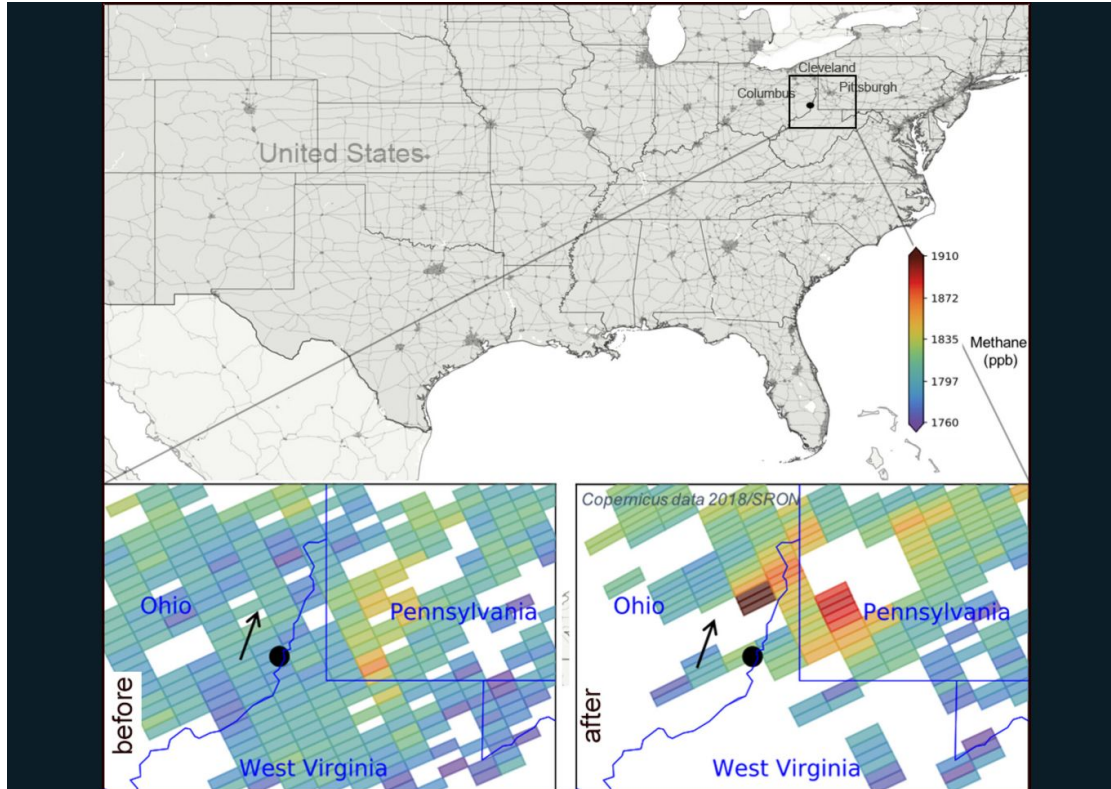 Cleveland
Columbus
Pittsburgh
United States
1910
1872
1835
1797
1760
Methane
(ppb)
before
Ohio
Pennsylvania
West Virginia
Copernicus data 2018/SRON
after
Ohio
Pennsylvania
West Virginia